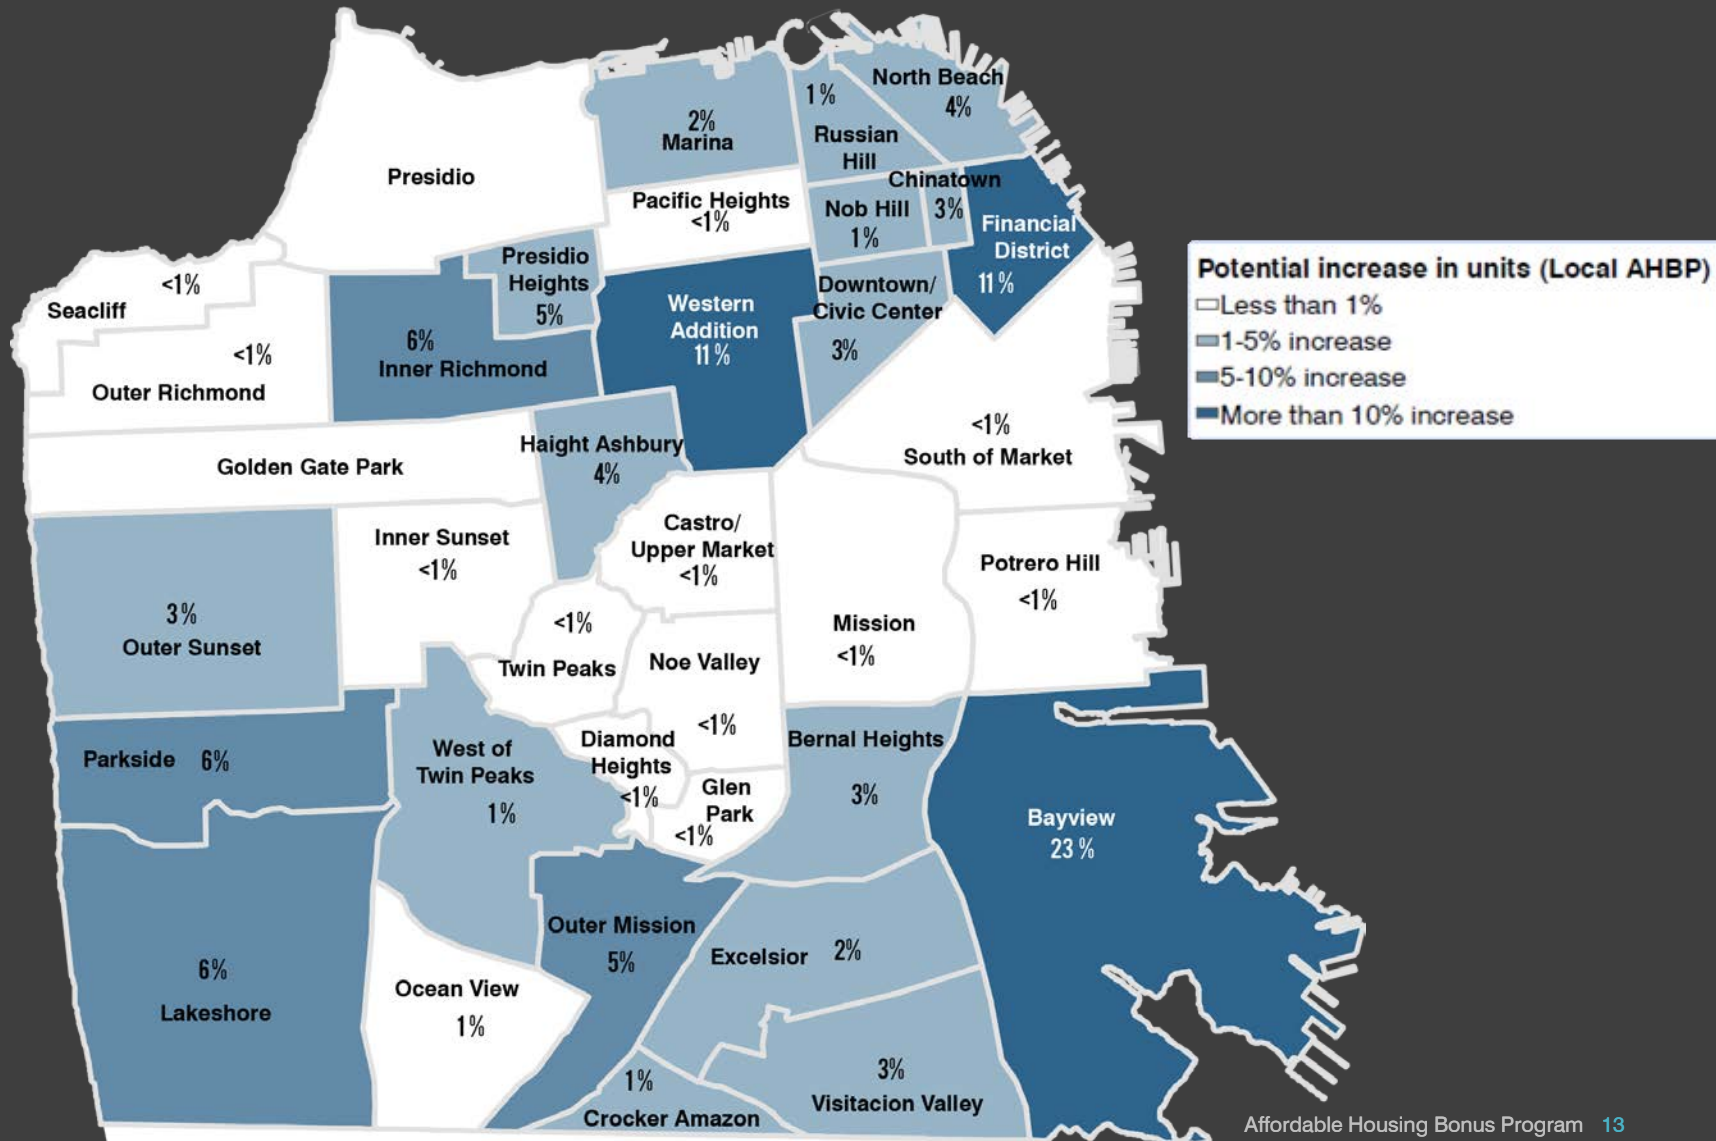 North Beach
4%
1%
Russian
Hill
2%
Marina
Presidio
Pacific Heights
<1%
Chinatown
3%
Nob Hill
1%
Financial
District
11%
Presidio
Heights
5%
Seacliff
<1%
Western
Addition
11%
Downtown/
Civic Center
3%
Potential increase in units (Local AHBP)
Less than 1%
1-5% increase
5-10% increase
More than 10% increase
<1%
Outer Richmond
6%
Inner Richmond
Golden Gate Park
Haight Ashbury
4%
<1%
South of Market
Inner Sunset
<1%
Castro/
Upper Market
<1%
Potrero Hill
<1%
3%
Outer Sunset
<1%
Twin Peaks
Noe Valley
<1%
Mission
<1%
Parkside 6%
West of
Twin Peaks
1%
Diamond
Heights
<1%
Glen
Park
<1%
Bernal Heights
3%
Bayview
23%
6%
Lakeshore
Ocean View
1%
Outer Mission
5%
Excelsior 2%
1%
Crocker Amazon
3%
Visitacion Valley
Affordable Housing Bonus Program 13